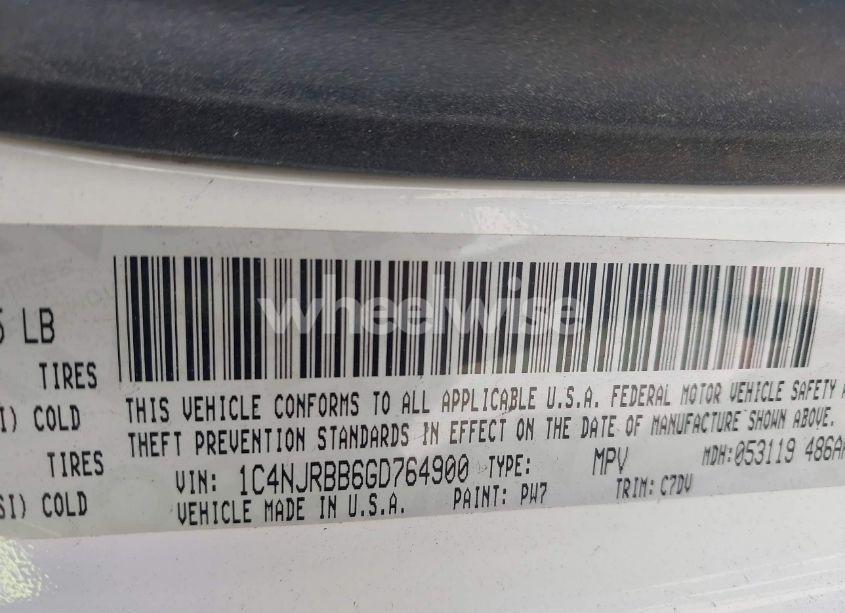 5 LB
TIRES
I) COLD
TIRES
SI) COLD
wheelwise
THIS VEHICLE CONFORMS TO ALL APPLICABLE U.S.A. FEDERAL MOTOR VEHICLE SAFETY A
THEFT PREVENTION STANDARDS IN EFFECT ON THE DATE OF MANUFACTURE SHOWN ABOVE.
VIN: 1C4NJRBB6GD764900 TYPE: MPV MDH:053119 486A
VEHICLE MADE IN U.S.A. PAINT: PW7 TRIM: C7DV